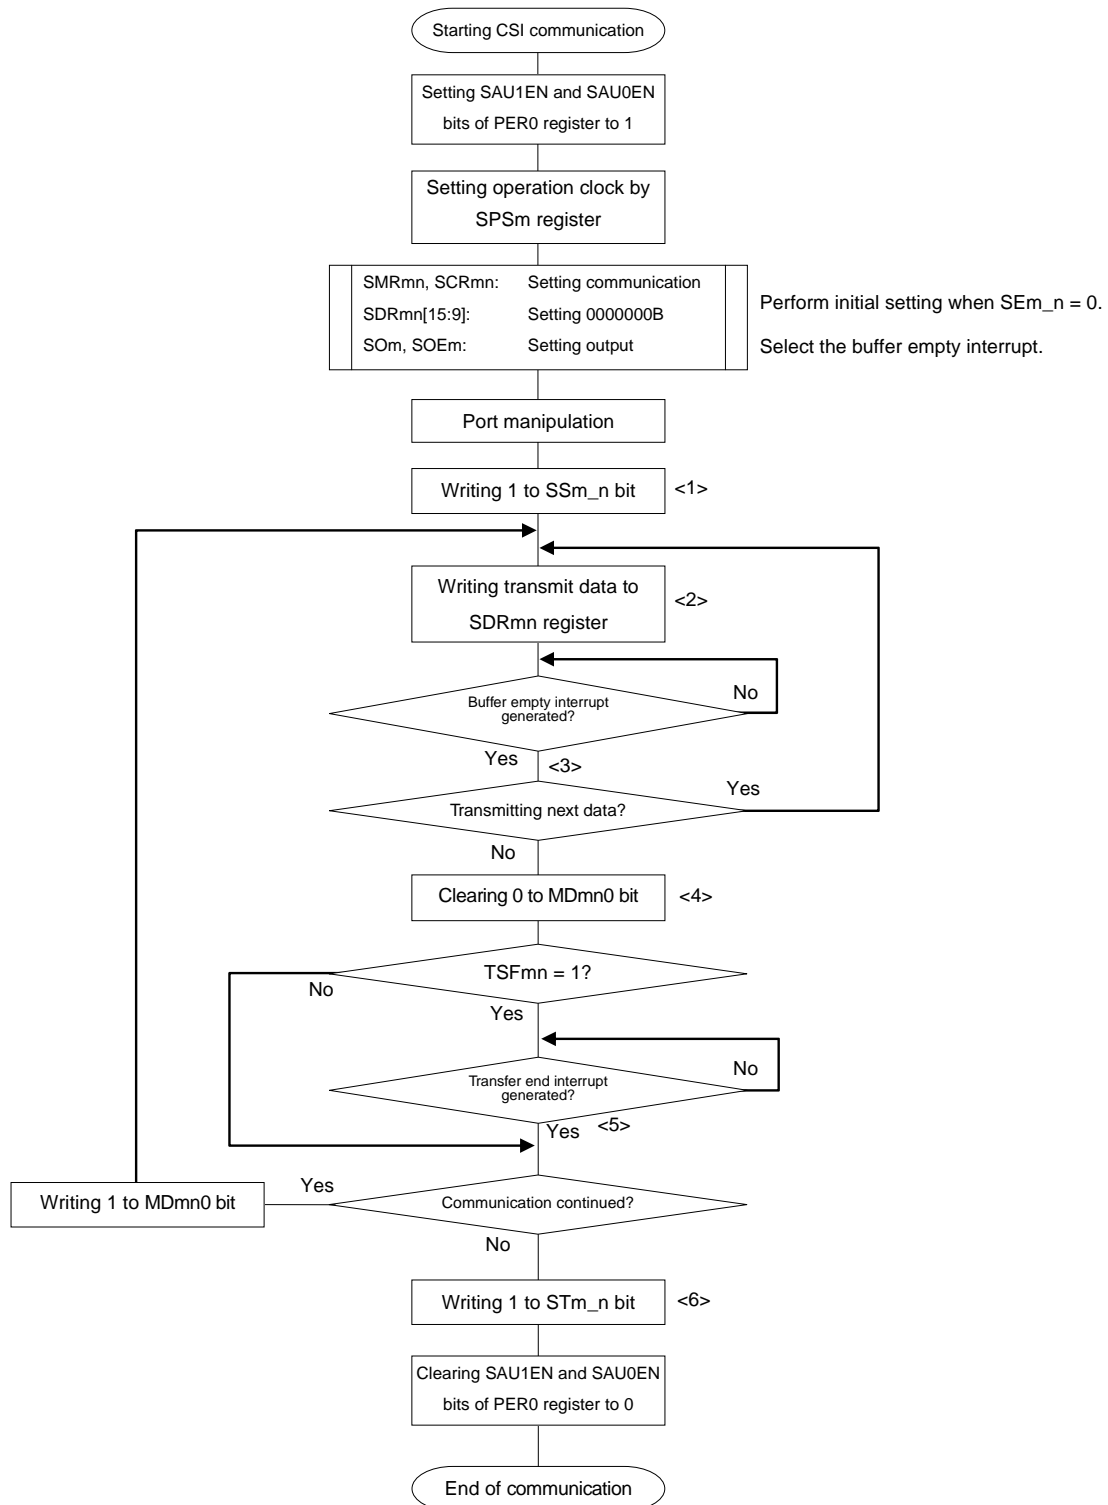 Starting CSI communication
Setting SAU1EN and SAU0EN
bits of PER0 register to 1
Setting operation clock by
SPSm register
SMRmn, SCRmn: Setting communication
SDRmn[15:9]: Setting 0000000B
SOm, SOEm: Setting output
Perform initial setting when SEm_n = 0.
Select the buffer empty interrupt.
Port manipulation
Writing 1 to SSm_n bit
<1>
Writing transmit data to
SDRmn register
<2>
Buffer empty interrupt
generated?
No
Yes
<3>
Transmitting next data?
Yes
No
Clearing 0 to MDmn0 bit
<4>
TSFmn = 1?
No
Yes
Transfer end interrupt
generated?
No
Yes
<5>
Communication continued?
Yes
Writing 1 to MDmn0 bit
No
Writing 1 to STm_n bit
<6>
Clearing SAU1EN and SAU0EN
bits of PER0 register to 0
End of communication